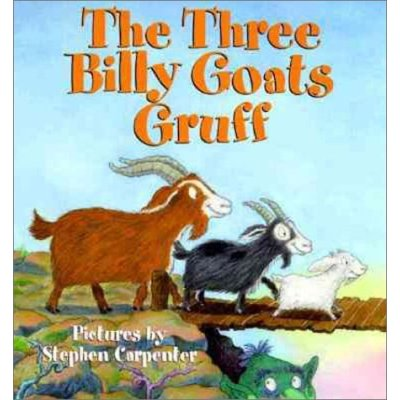 The Three
Billy Goats
Gruff
Pictures by
Stephen Carpenter